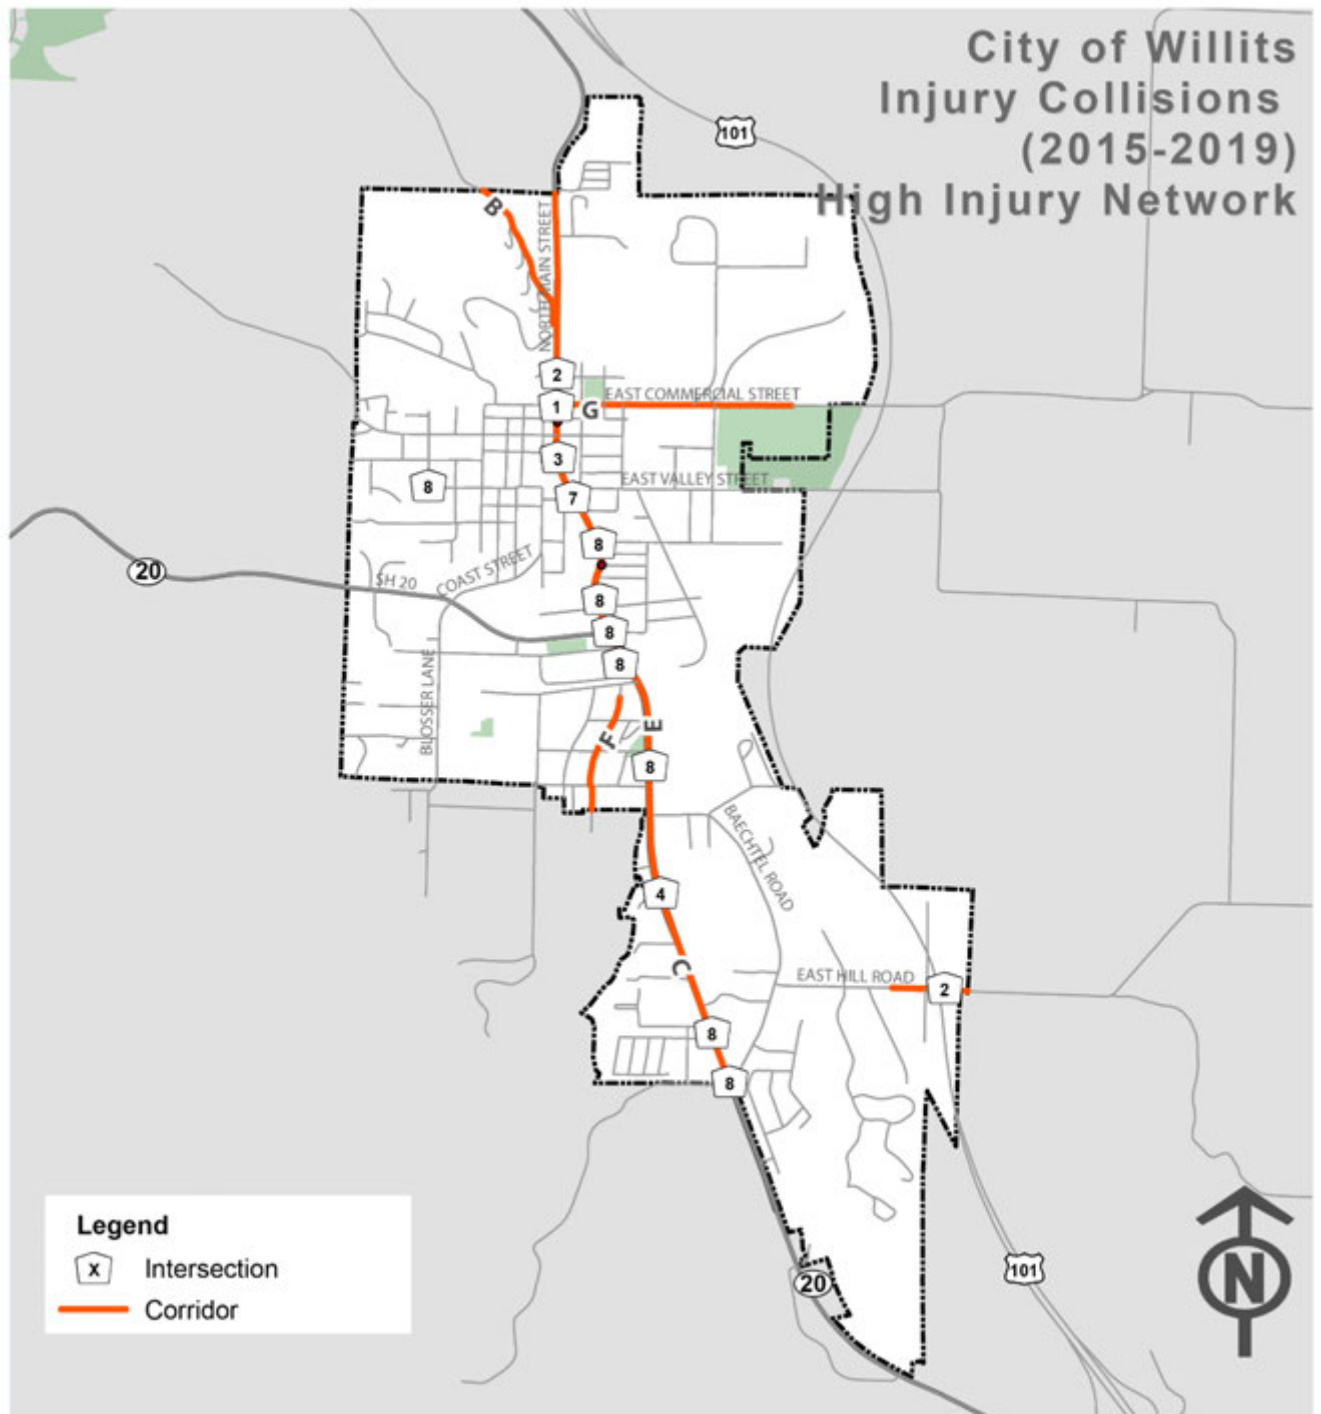 City of Willits
Injury Collisions
(2015-2019)
High Injury Network
101
B
NORTH MAIN STREET
2
EAST COMMERCIAL STREET
1
G
3
EAST VALLEY STREET
8
7
8
COAST STREET
20
SH 20
8
8
8
BLOSSER LANE
E
F
8
BAECHTEL ROAD
4
C
EAST HILL ROAD
2
8
8
Legend
X Intersection
Corridor
20
101
N